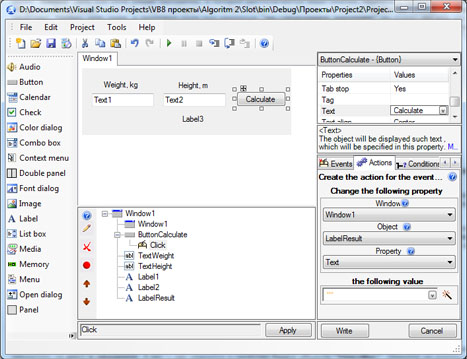 D:\Documents\Visual Studio Projects\VB8 проекты\Algoritm 2\Slot\bin\Debug\Проекты\Project2\Projec...
File Edit Project Tools Help
Audio
Button
Calendar
Check
Color dialog
Combo box
Context menu
Double panel
Font dialog
Image
Label
List box
Media
Memory
Menu
Open dialog
Panel
Window1
Weight, kg Height, m
Text1 Text2 Calculate
Label3
Window1
Window1
ButtonCalculate
Click
TextWeight
TextHeight
Label1
Label2
LabelResult
Click Apply
ButtonCalculate - (Button)
Properties Values
Tab stop Yes
Tag
Text Calculate
Text align Center
<Text>
The object will be displayed such text ,
which will be specified in this property. M...
Events Actions Conditions
Create the action for the event...
Change the following property
Window
Window1
Object
LabelResult
Property
Text
the following value
Write Cancel